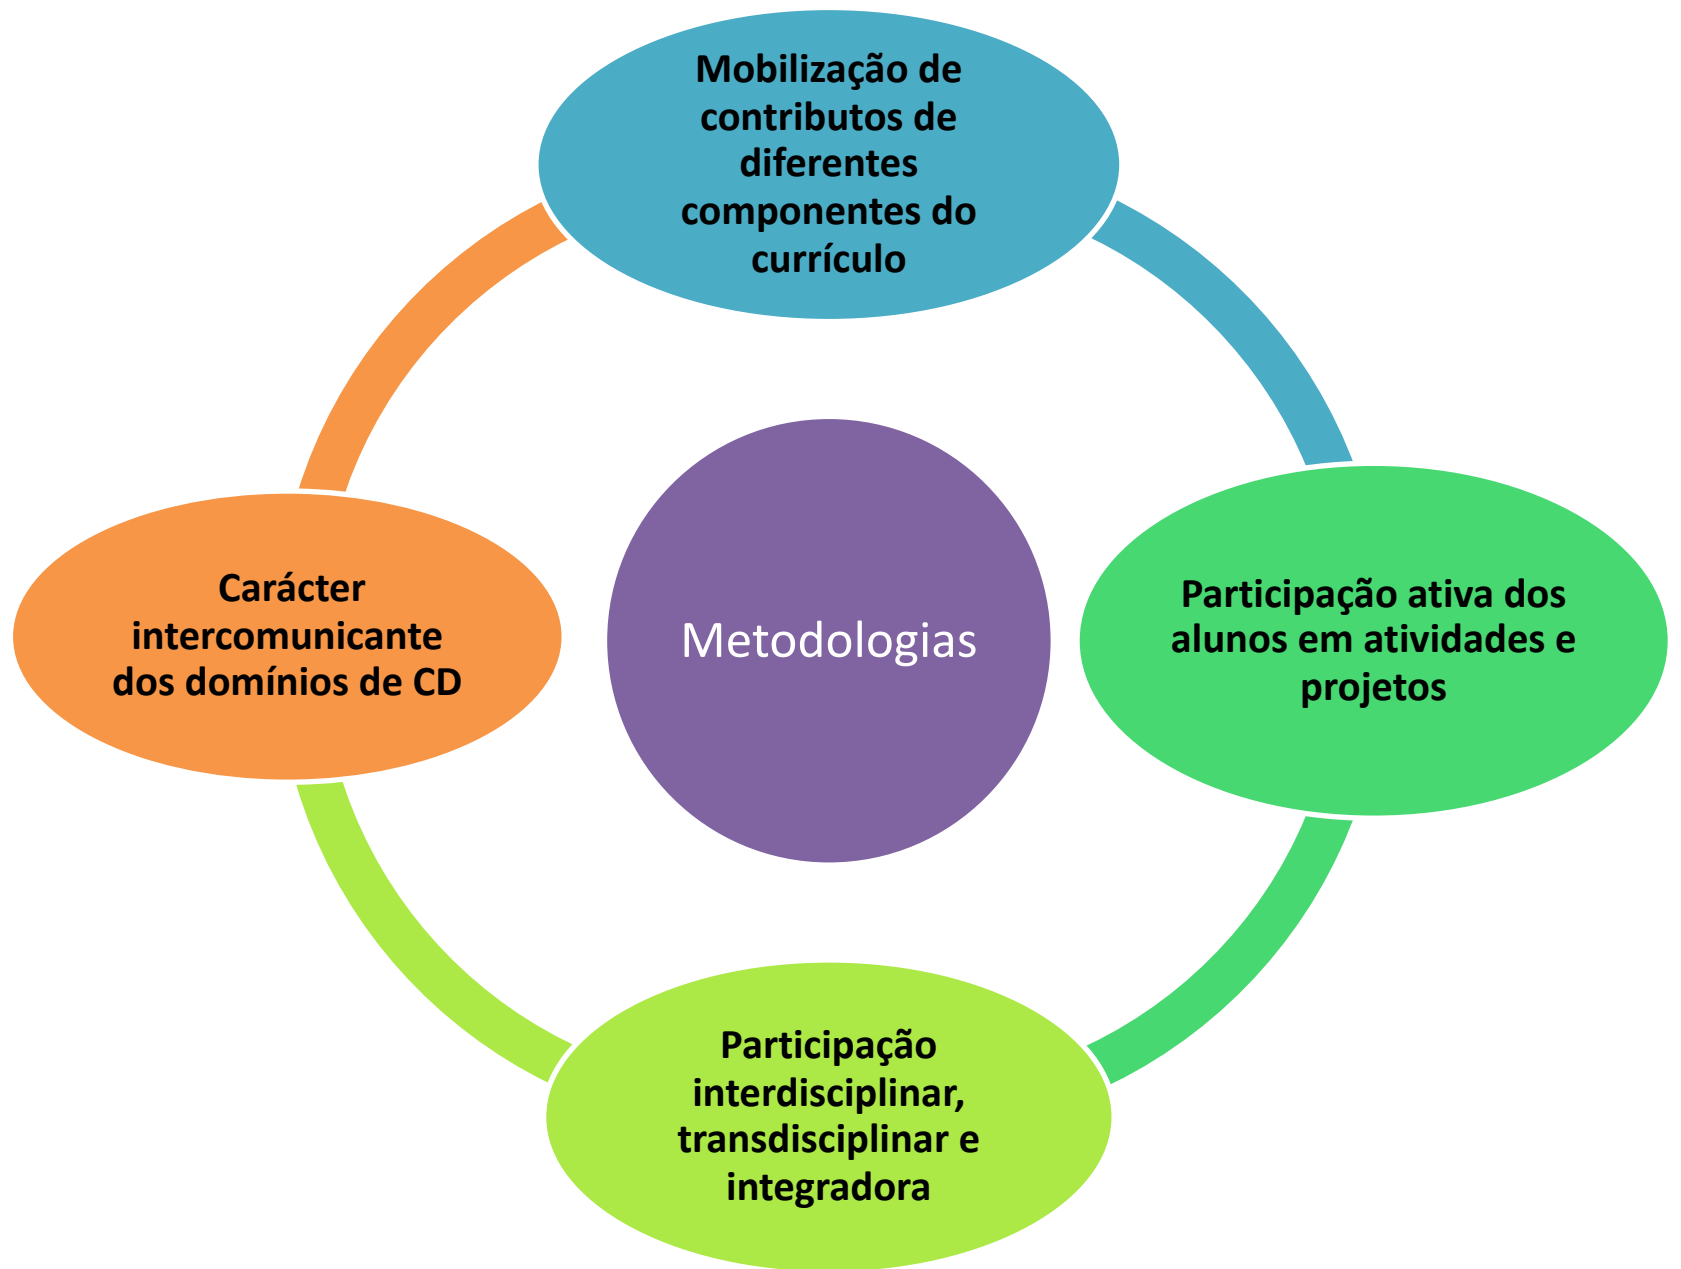 Mobilização de
contributos de
diferentes
componentes do
currículo
Carácter
intercomunicante
dos domínios de CD
Metodologias
Participação ativa dos
alunos em atividades e
projetos
Participação
interdisciplinar,
transdisciplinar e
integradora